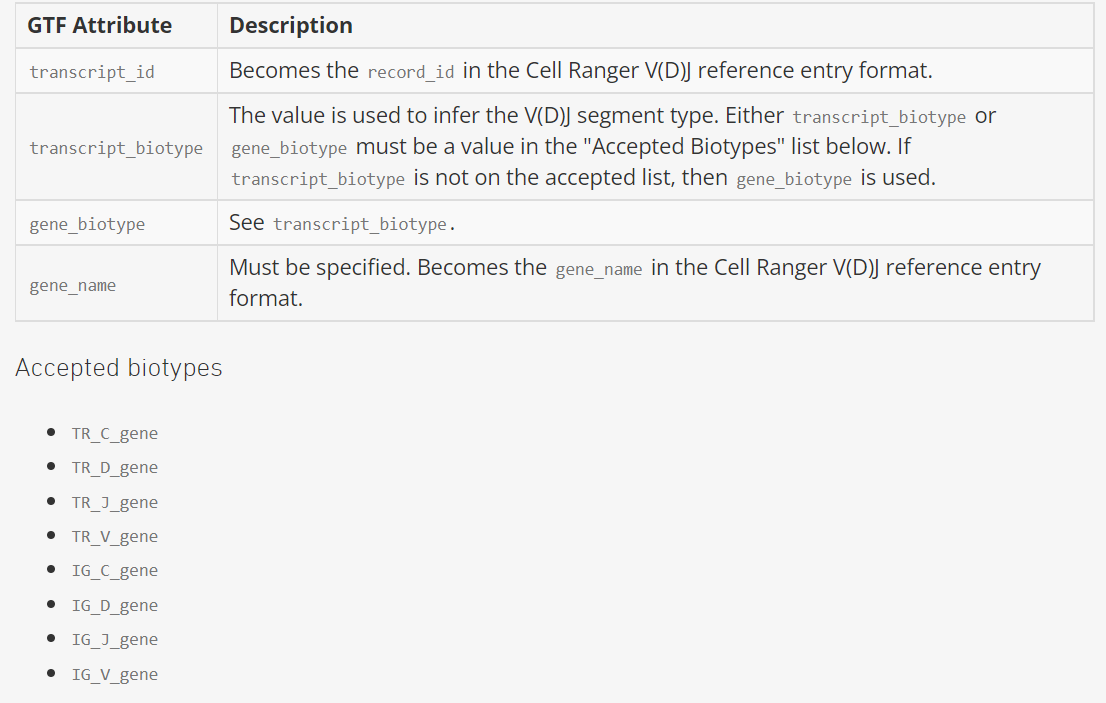 GTF Attribute Description
transcript_id Becomes the record_id in the Cell Ranger V(D)J reference entry format.
transcript_biotype The value is used to infer the V(D)J segment type. Either transcript_biotype or
gene_biotype must be a value in the "Accepted Biotypes" list below. If
transcript_biotype is not on the accepted list, then gene_biotype is used.
gene_biotype See transcript_biotype.
gene_name Must be specified. Becomes the gene_name in the Cell Ranger V(D)J reference entry
format.
Accepted biotypes
• TR_C_gene
• TR_D_gene
• TR_J_gene
• TR_V_gene
• IG_C_gene
• IG_D_gene
• IG_J_gene
• IG_V_gene